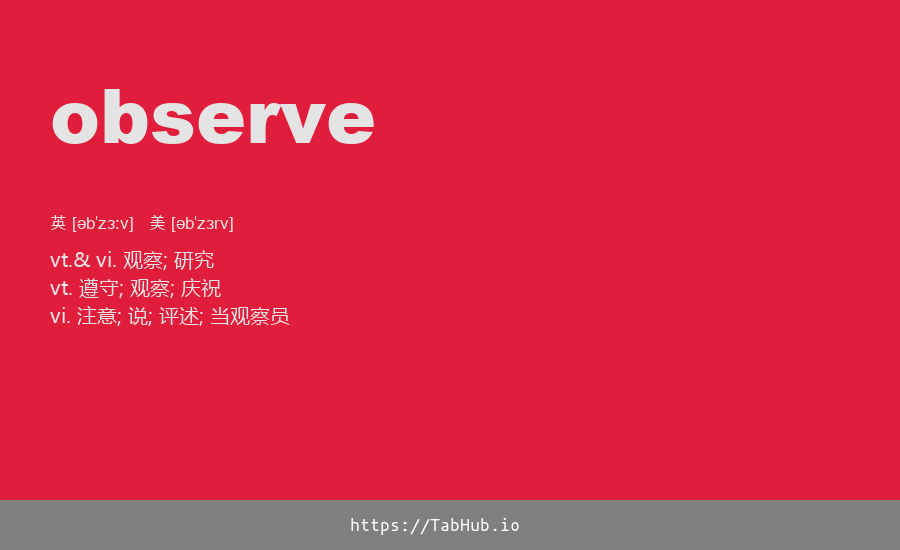 observe
英 [əbˈzɜːv] 美 [əbˈzɜrv]
vt.& vi. 观察; 研究
vt. 遵守; 观察; 庆祝
vi. 注意; 说; 评述; 当观察员
https://TabHub.io